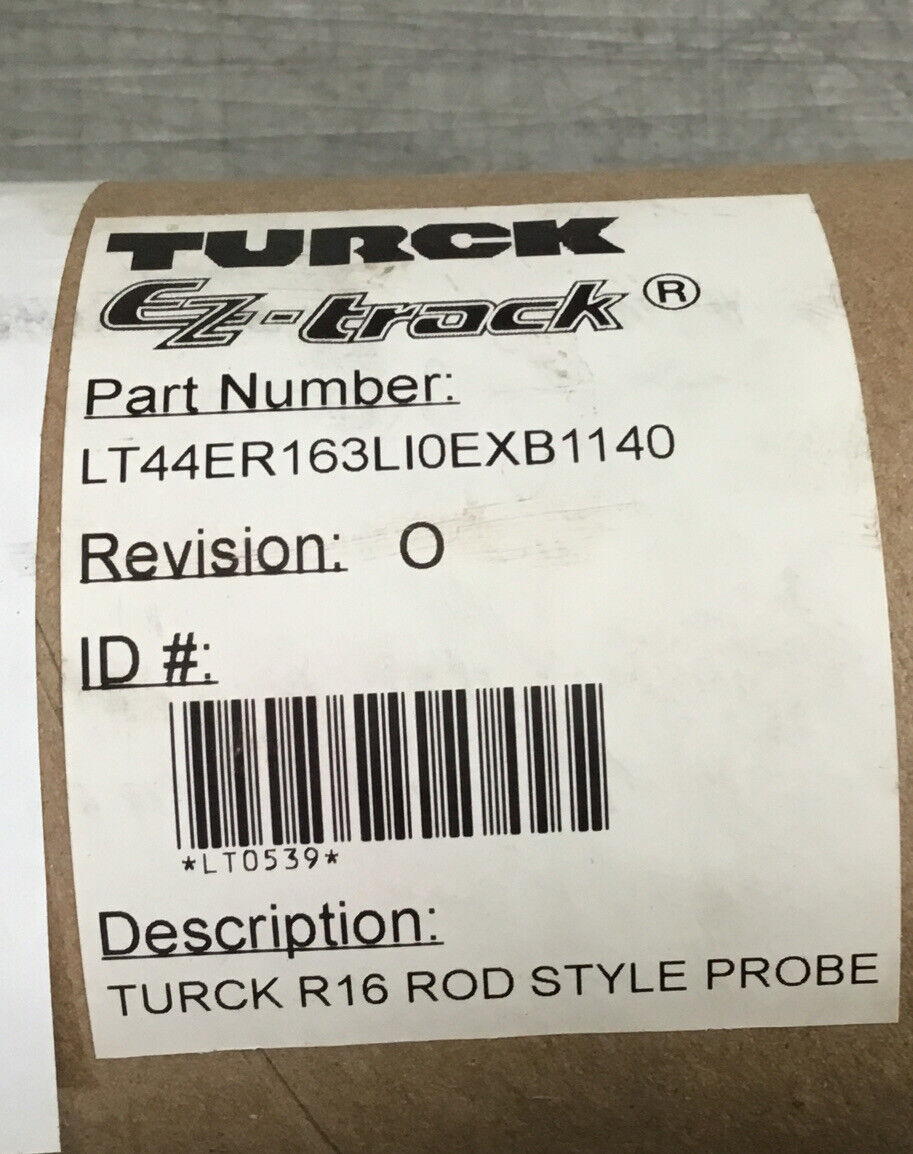 TURCK
EZ-track®
Part Number:
LT44ER163LI0EXB1140
Revision: O
ID #:
*LT0539*
Description:
TURCK R16 ROD STYLE PROBE